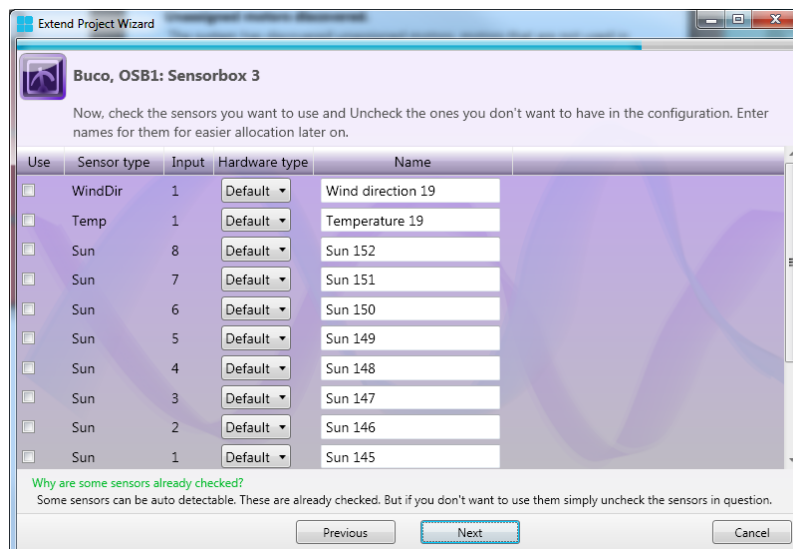 Extend Project Wizard
Unassigned meters discovered.
Buco, OSB1: Sensorbox 3
Now, check the sensors you want to use and Uncheck the ones you don't want to have in the configuration. Enter
names for them for easier allocation later on.
Use Sensor type Input Hardware type Name
WindDir 1 Default Wind direction 19
Temp 1 Default Temperature 19
Sun 8 Default Sun 152
Sun 7 Default Sun 151
Sun 6 Default Sun 150
Sun 5 Default Sun 149
Sun 4 Default Sun 148
Sun 3 Default Sun 147
Sun 2 Default Sun 146
Sun 1 Default Sun 145
Why are some sensors already checked?
Some sensors can be auto detectable. These are already checked. But if you don't want to use them simply uncheck the sensors in question.
Previous Next Cancel